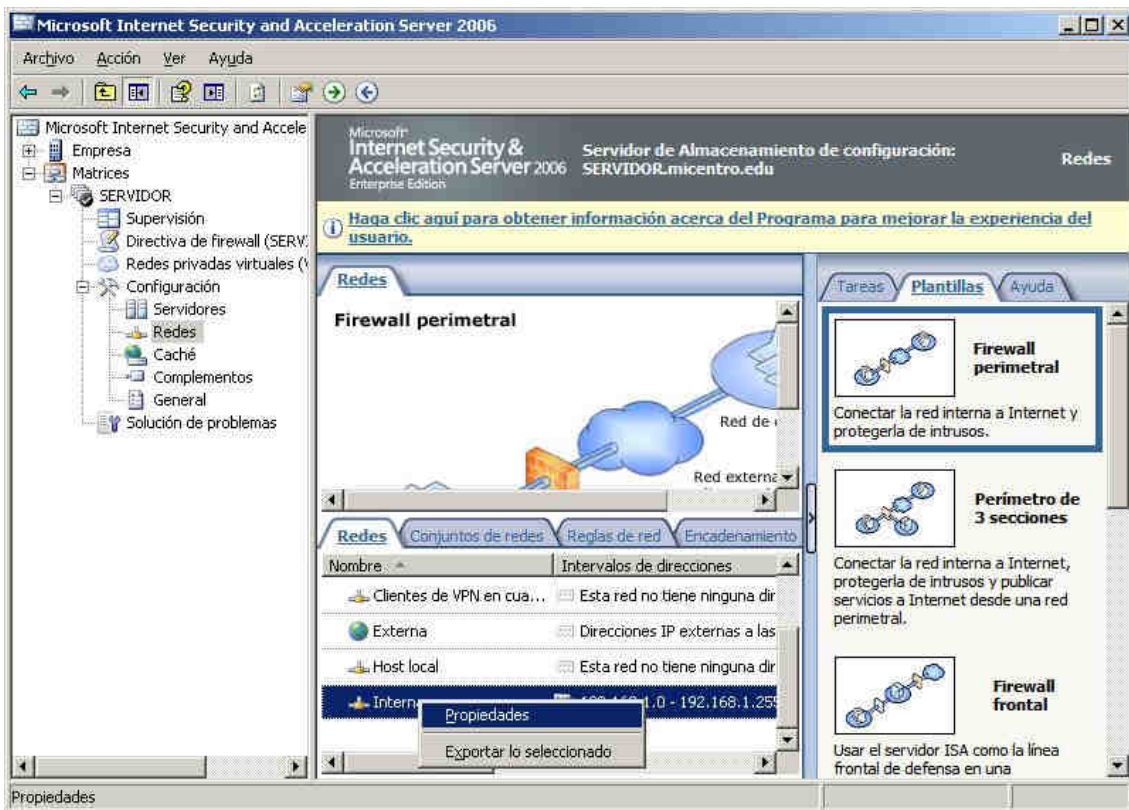 Microsoft Internet Security and Acceleration Server 2006
Archivo Acción Ver Ayuda
Microsoft Internet Security and Accele
Empresa
Matrices
SERVIDOR
Supervisión
Directiva de firewall (SERV
Redes privadas virtuales (
Configuración
Servidores
Redes
Caché
Complementos
General
Solución de problemas
Microsoft
Internet Security &
Acceleration Server 2006
Enterprise Edition
Servidor de Almacenamiento de configuración:
SERVIDOR.micentro.edu
Redes
Haga clic aquí para obtener información acerca del Programa para mejorar la experiencia del
usuario.
Redes
Firewall perimetral
Red de
Red externa
Redes Conjuntos de redes Reglas de red Encadenamiento
Nombre Intervalos de direcciones
Clientes de VPN en cua... Esta red no tiene ninguna dir
Externa Direcciones IP externas a las
Host local Esta red no tiene ninguna dir
Intern 1.0 - 192.168.1.255
Propiedades
Exportar lo seleccionado
Tareas Plantillas Ayuda
Firewall
perimetral
Conectar la red interna a Internet y
protegerla de intrusos.
Perímetro de
3 secciones
Conectar la red interna a Internet,
protegerla de intrusos y publicar
servicios a Internet desde una red
perimetral.
Firewall
frontal
Usar el servidor ISA como la línea
frontal de defensa en una
Propiedades